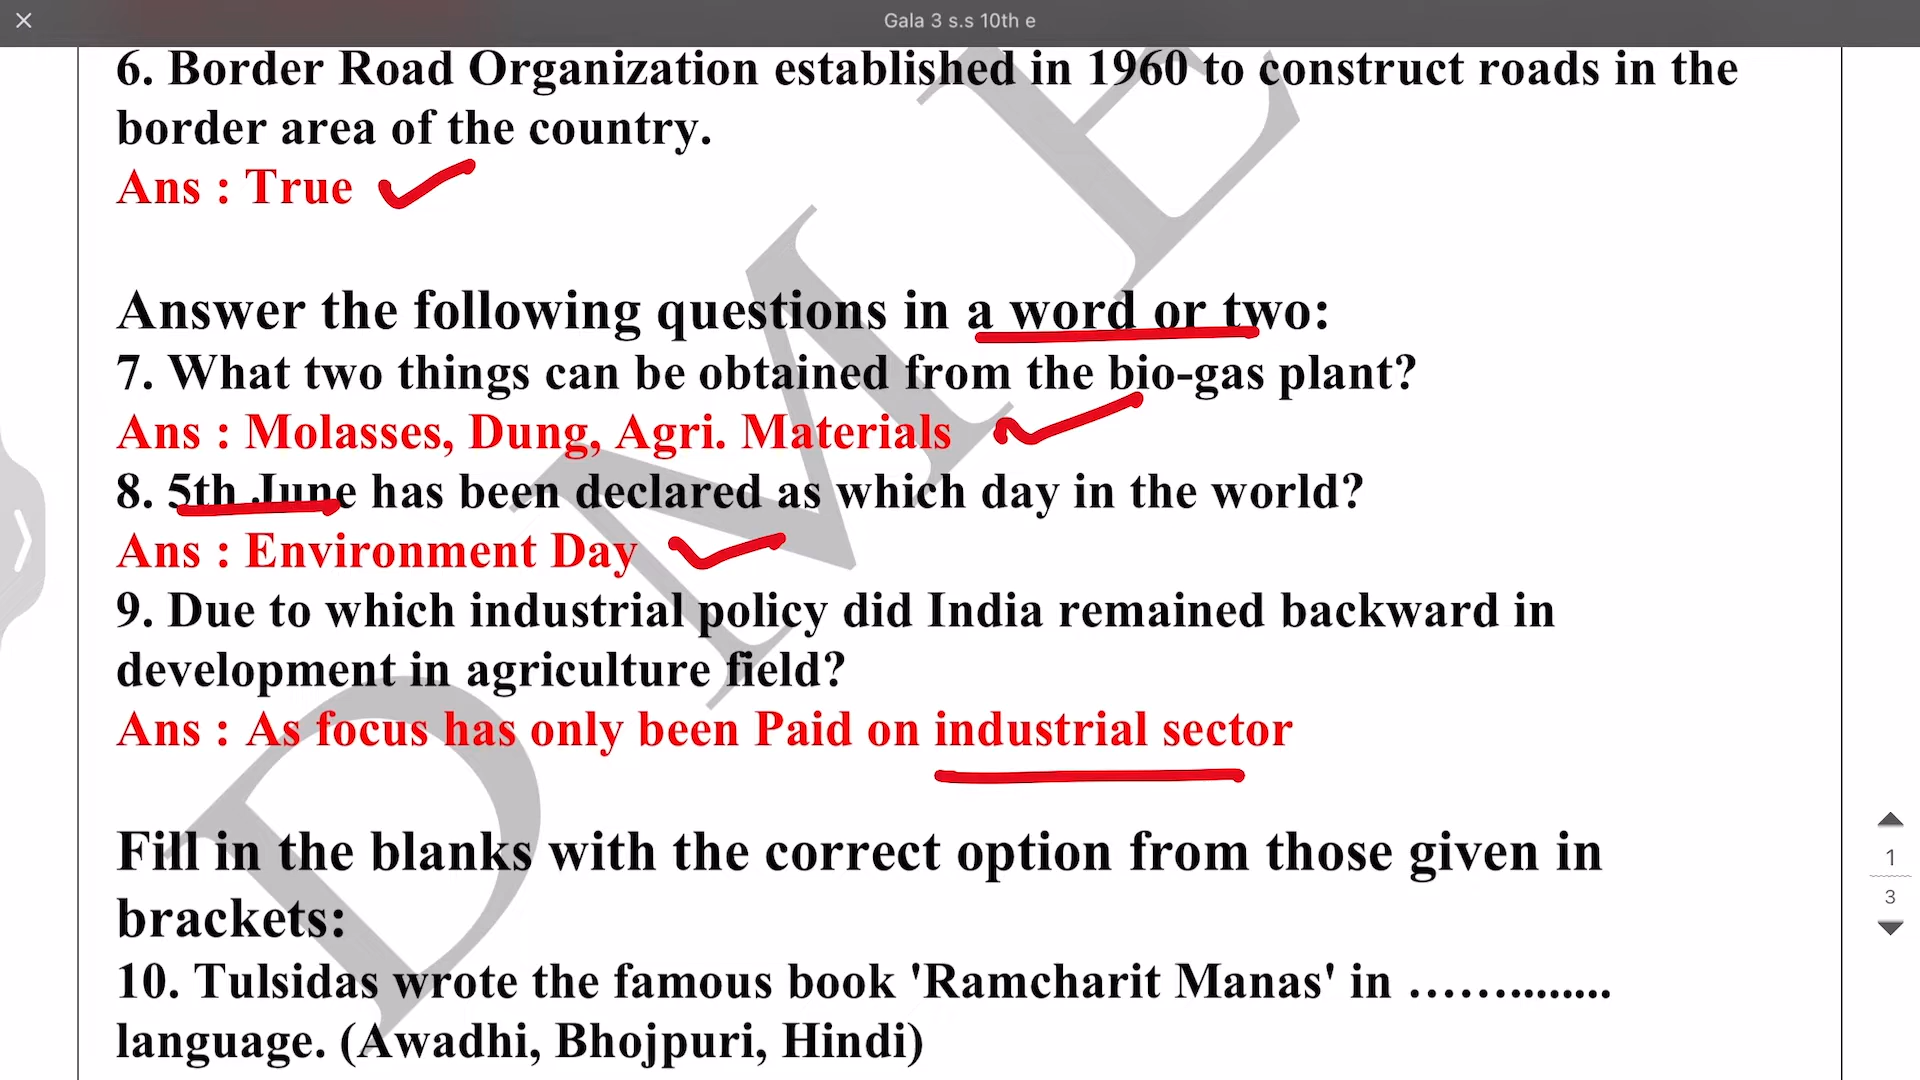 Gala 3 s.s 10th e
6. Border Road Organization established in 1960 to construct roads in the
border area of the country.
Ans : True
Answer the following questions in a word or two:
7. What two things can be obtained from the bio-gas plant?
Ans : Molasses, Dung, Agri. Materials
8. 5th June has been declared as which day in the world?
Ans : Environment Day
9. Due to which industrial policy did India remained backward in
development in agriculture field?
Ans : As focus has only been Paid on industrial sector
Fill in the blanks with the correct option from those given in
brackets:
10. Tulsidas wrote the famous book 'Ramcharit Manas' in ……........
language. (Awadhi, Bhojpuri, Hindi)
1
3
DME